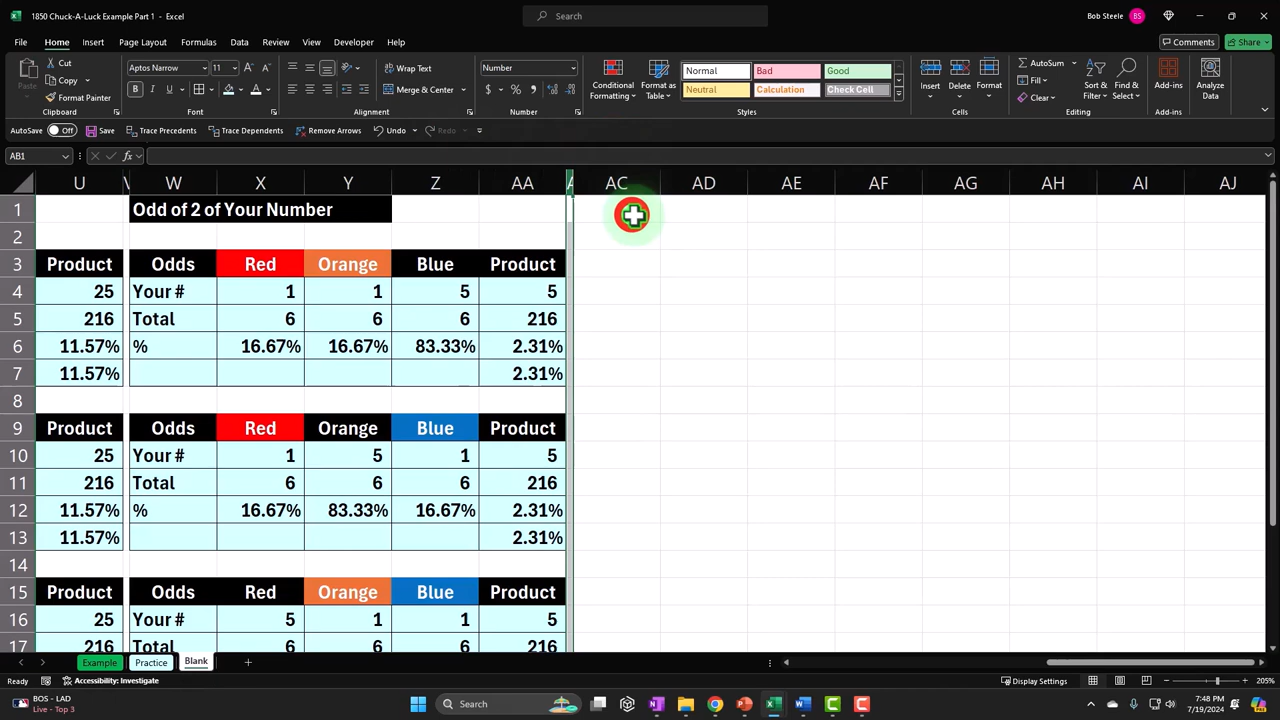 1850 Chuck-A-Luck Example Part 1 - Excel
Search
Bob Steele BS
Home Insert Page Layout Formulas Data Review View Developer Help
Comments Share
Cut
Copy
Format Painter
Paste
Clipboard
Aptos Narrow 11
B I U
Font
Wrap Text
Merge & Center
Alignment
Number
$ % 9
Number
Conditional Formatting
Format as Table
Normal Bad Good
Neutral Calculation Check Cell
Styles
Insert Delete Format
Cells
AutoSum
Fill
Clear
Sort & Filter
Find & Select
Editing
Add-ins
Add-ins
Analyze Data
AutoSave Off Save Trace Precedents Trace Dependents Remove Arrows Undo Redo
AB1 fx
U W X Y Z AA AC AD AE AF AG AH AI AJ
1 Odd of 2 of Your Number
2
3 Product Odds Red Orange Blue Product
4 25 Your # 1 1 5 5
5 216 Total 6 6 6 216
6 11.57% % 16.67% 16.67% 83.33% 2.31%
7 11.57% 2.31%
8
9 Product Odds Red Orange Blue Product
10 25 Your # 1 5 1 5
11 216 Total 6 6 6 216
12 11.57% % 16.67% 83.33% 16.67% 2.31%
13 11.57% 2.31%
14
15 Product Odds Red Orange Blue Product
16 25 Your # 5 1 1 5
17 216 Total 6 6 6 216
Example Practice Blank
Ready Accessibility: Investigate Display Settings 205%
BOS - LAD
Live - Top 3
Search
7:48 PM
7/19/2024